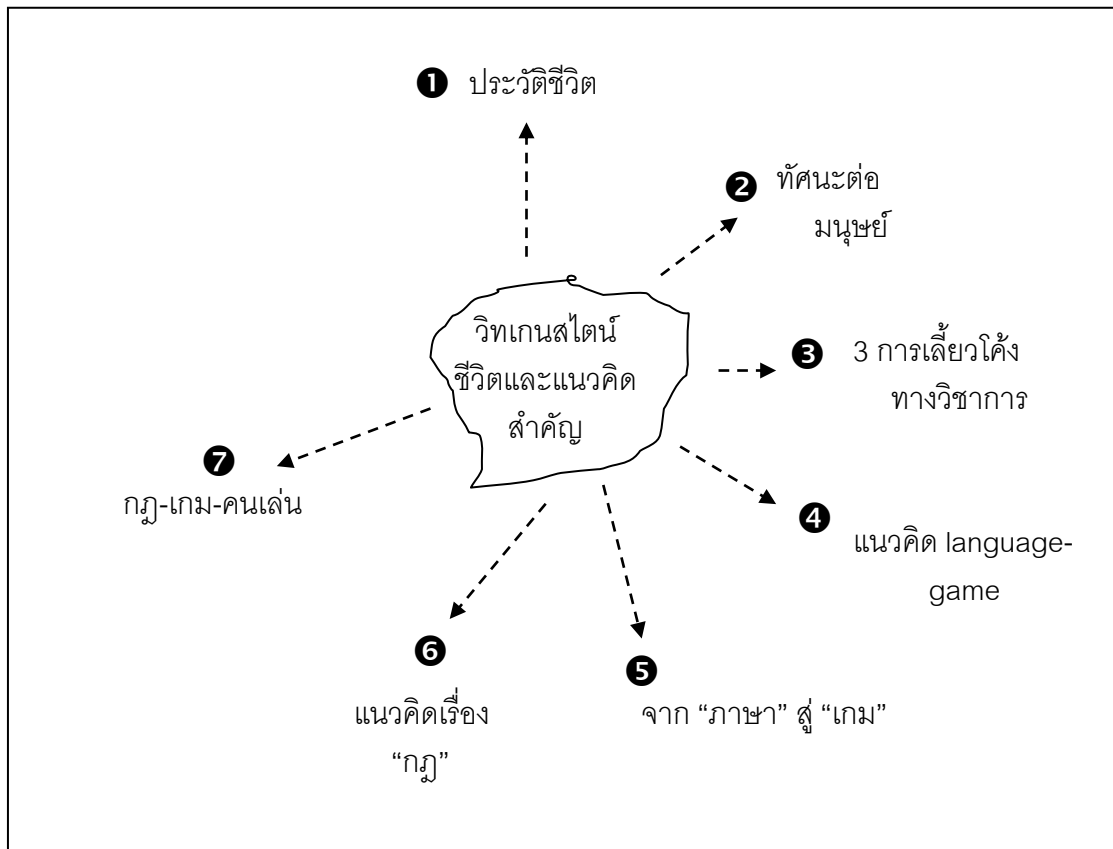 ❶ ประวัติชีวิต
❷ ทัศนะต่อ
มนุษย์
วิทเกนสไตน์
ชีวิตและแนวคิด
สำคัญ
❸ 3 การเลี้ยวโค้ง
ทางวิชาการ
❹ แนวคิด language-
game
❺
จาก “ภาษา” สู่ “เกม”
❻
แนวคิดเรื่อง
“กฎ”
❼
กฎ-เกม-คนเล่น